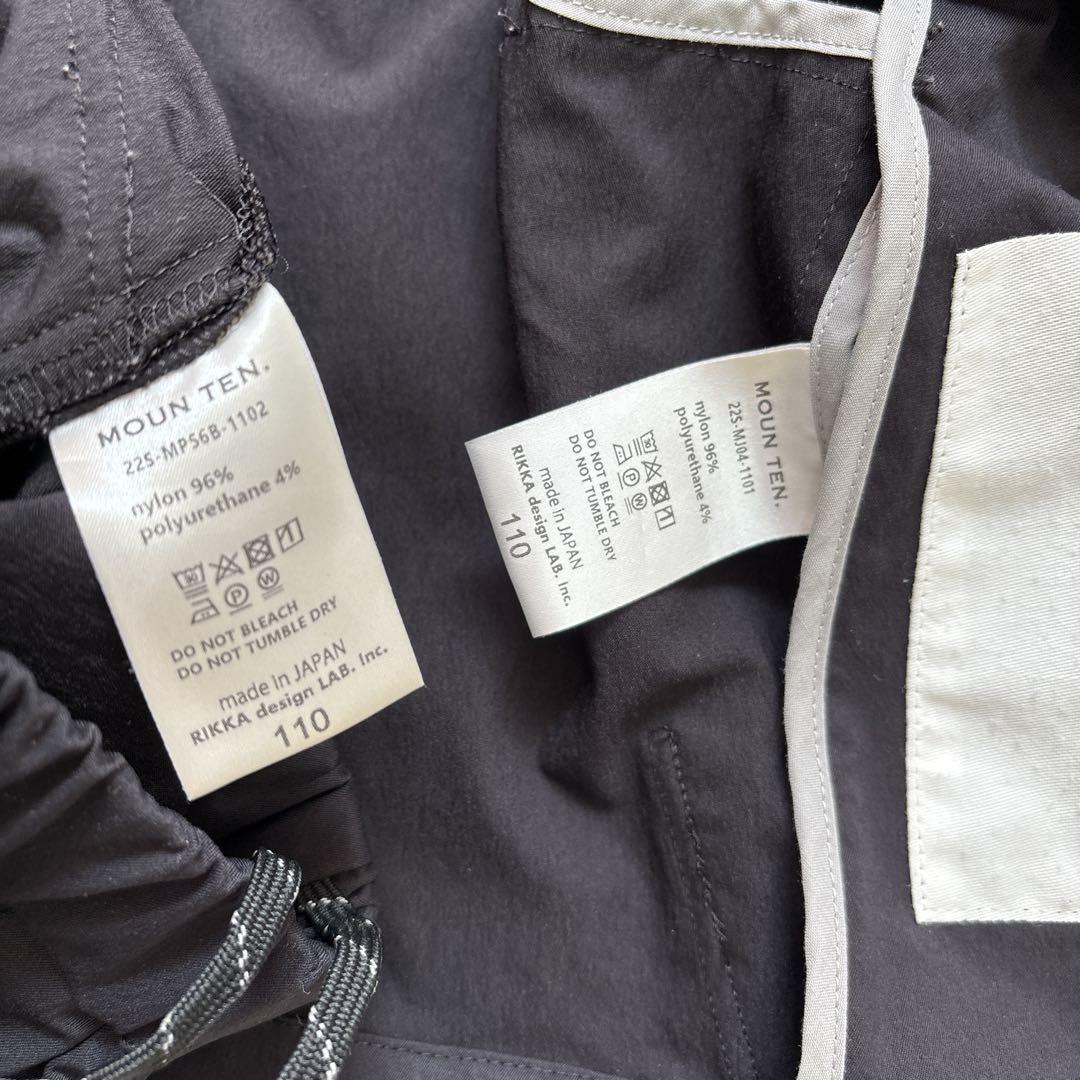 MOUN TEN.
22S-MP56B-1102
nylon 96%
polyurethane 4%
DO NOT BLEACH
DO NOT TUMBLE DRY
made in JAPAN
RIKKA design LAB. Inc.
110
MOUN TEN.
22S-MJ04-1101
nylon 96%
polyurethane 4%
DO NOT BLEACH
DO NOT TUMBLE DRY
made in JAPAN
RIKKA design LAB. Inc.
110